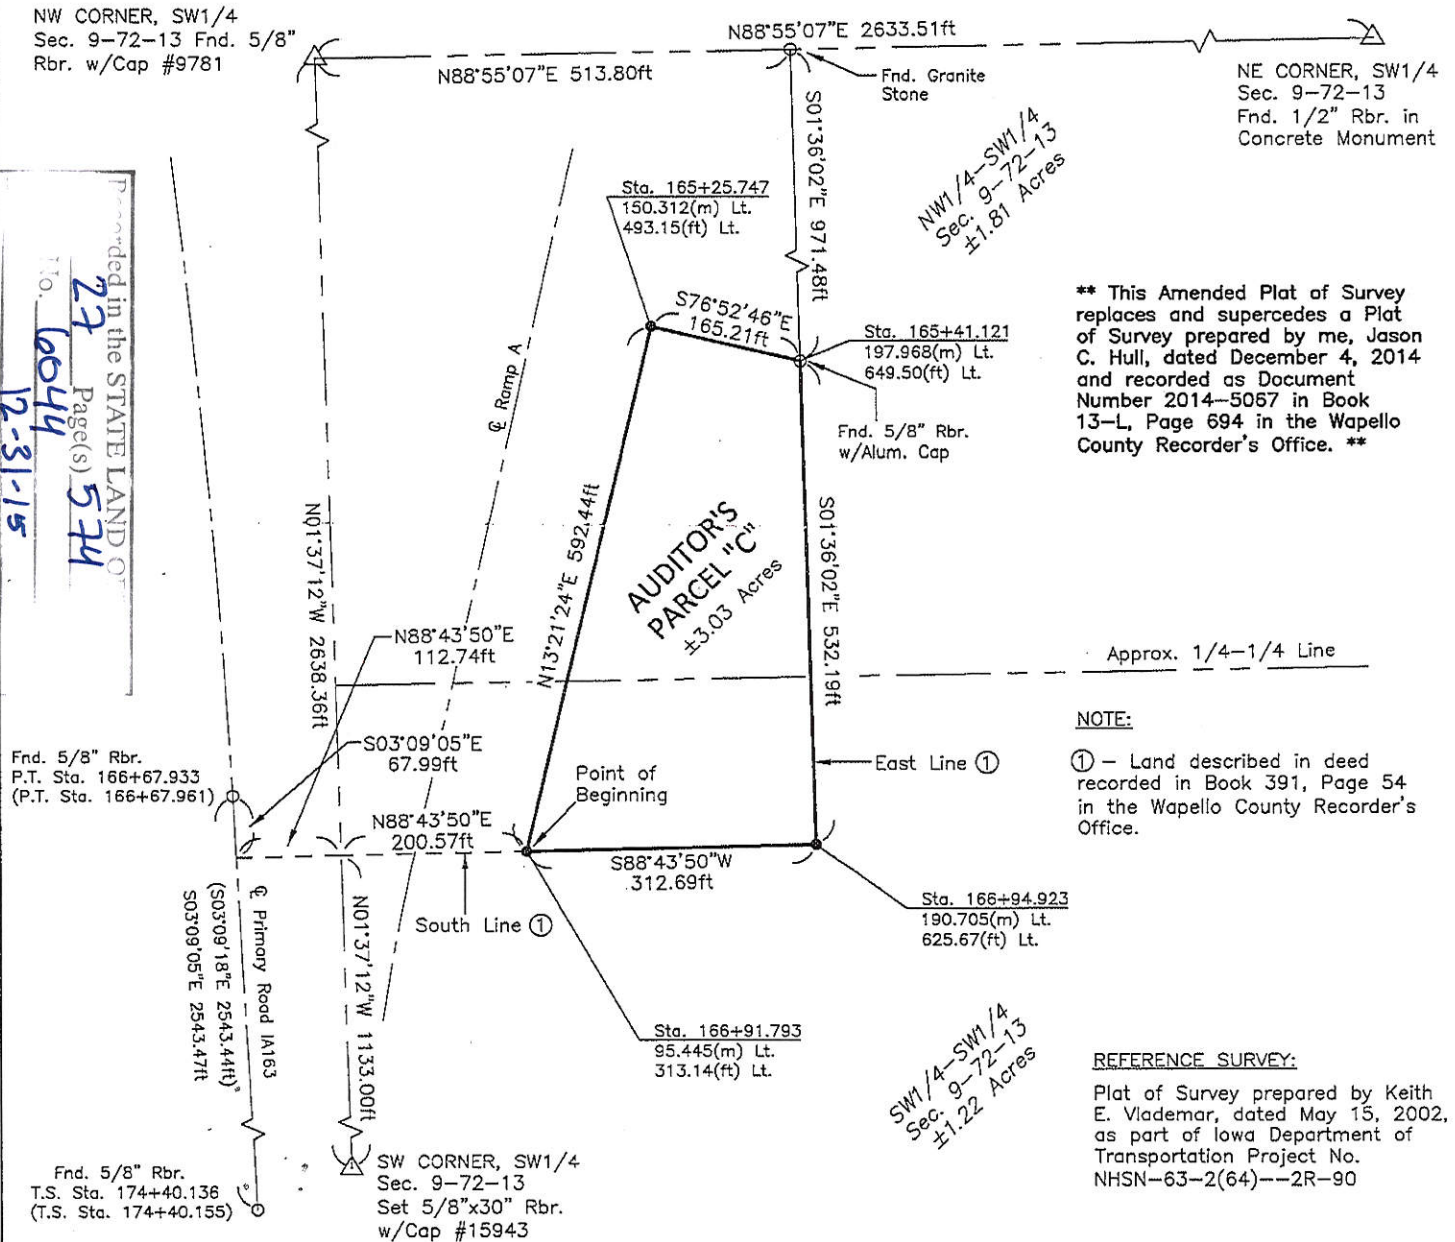 NW CORNER, SW1/4
Sec. 9-72-13 Fnd. 5/8"
Rbr. w/Cap #9781
N88°55'07"E 2633.51ft
N88°55'07"E 513.80ft
Fnd. Granite
Stone
NE CORNER, SW1/4
Sec. 9-72-13
Fnd. 1/2" Rbr. in
Concrete Monument
S01°36'02"E 971.48ft
NW1/4-SW1/4
Sec. 9-72-13
±1.81 Acres
Sta. 165+25.747
150.312(m) Lt.
493.15(ft) Lt.
S76°52'46"E
165.21ft
Sta. 165+41.121
197.968(m) Lt.
649.50(ft) Lt.
Fnd. 5/8" Rbr.
w/Alum. Cap
** This Amended Plat of Survey
replaces and supercedes a Plat
of Survey prepared by me, Jason
C. Hull, dated December 4, 2014
and recorded as Document
Number 2014-5067 in Book
13-L, Page 694 in the Wapello
County Recorder's Office. **
Recorded in the STATE LAND O
27 Page(s) 574
No. 6644
12-31-15
℄ Ramp A
N01°37'12"W 2638.36ft
N13°21'24"E 592.44ft
AUDITOR'S
PARCEL "C"
±3.03 Acres
S01°36'02"E 532.19ft
N88°43'50"E
112.74ft
Approx. 1/4-1/4 Line
S03°09'05"E
67.99ft
Fnd. 5/8" Rbr.
P.T. Sta. 166+67.933
(P.T. Sta. 166+67.961)
Point of
Beginning
East Line ①
NOTE:
① - Land described in deed
recorded in Book 391, Page 54
in the Wapello County Recorder's
Office.
N88°43'50"E
200.57ft
S88°43'50"W
312.69ft
South Line ①
Sta. 166+94.923
190.705(m) Lt.
625.67(ft) Lt.
℄ Primary Road IA163
(S03°09'18"E 2543.44ft)
S03°09'05"E 2543.47ft
N01°37'12"W 1133.00ft
Sta. 166+91.793
95.445(m) Lt.
313.14(ft) Lt.
SW1/4-SW1/4
Sec. 9-72-13
±1.22 Acres
REFERENCE SURVEY:
Plat of Survey prepared by Keith
E. Vlademar, dated May 15, 2002,
as part of Iowa Department of
Transportation Project No.
NHSN-63-2(64)--2R-90
Fnd. 5/8" Rbr.
T.S. Sta. 174+40.136
(T.S. Sta. 174+40.155)
SW CORNER, SW1/4
Sec. 9-72-13
Set 5/8"x30" Rbr.
w/Cap #15943